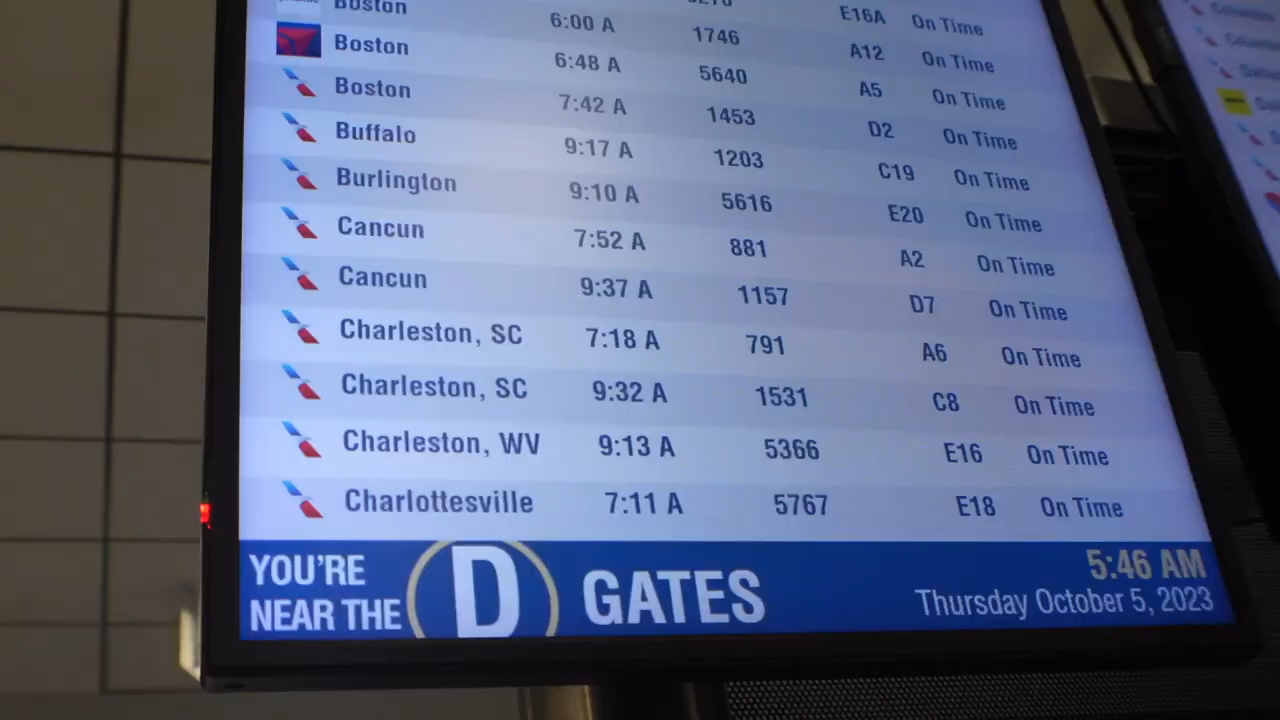 E16A On Time
Boston 6:00 A 1746 A12 On Time
Boston 6:48 A 5640 A5 On Time
Boston 7:42 A 1453 D2 On Time
Buffalo 9:17 A 1203 C19 On Time
Burlington 9:10 A 5616 E20 On Time
Cancun 7:52 A 881 A2 On Time
Cancun 9:37 A 1157 D7 On Time
Charleston, SC 7:18 A 791 A6 On Time
Charleston, SC 9:32 A 1531 C8 On Time
Charleston, WV 9:13 A 5366 E16 On Time
Charlottesville 7:11 A 5767 E18 On Time
YOU'RE
NEAR THE
D GATES
5:46 AM
Thursday October 5, 2023